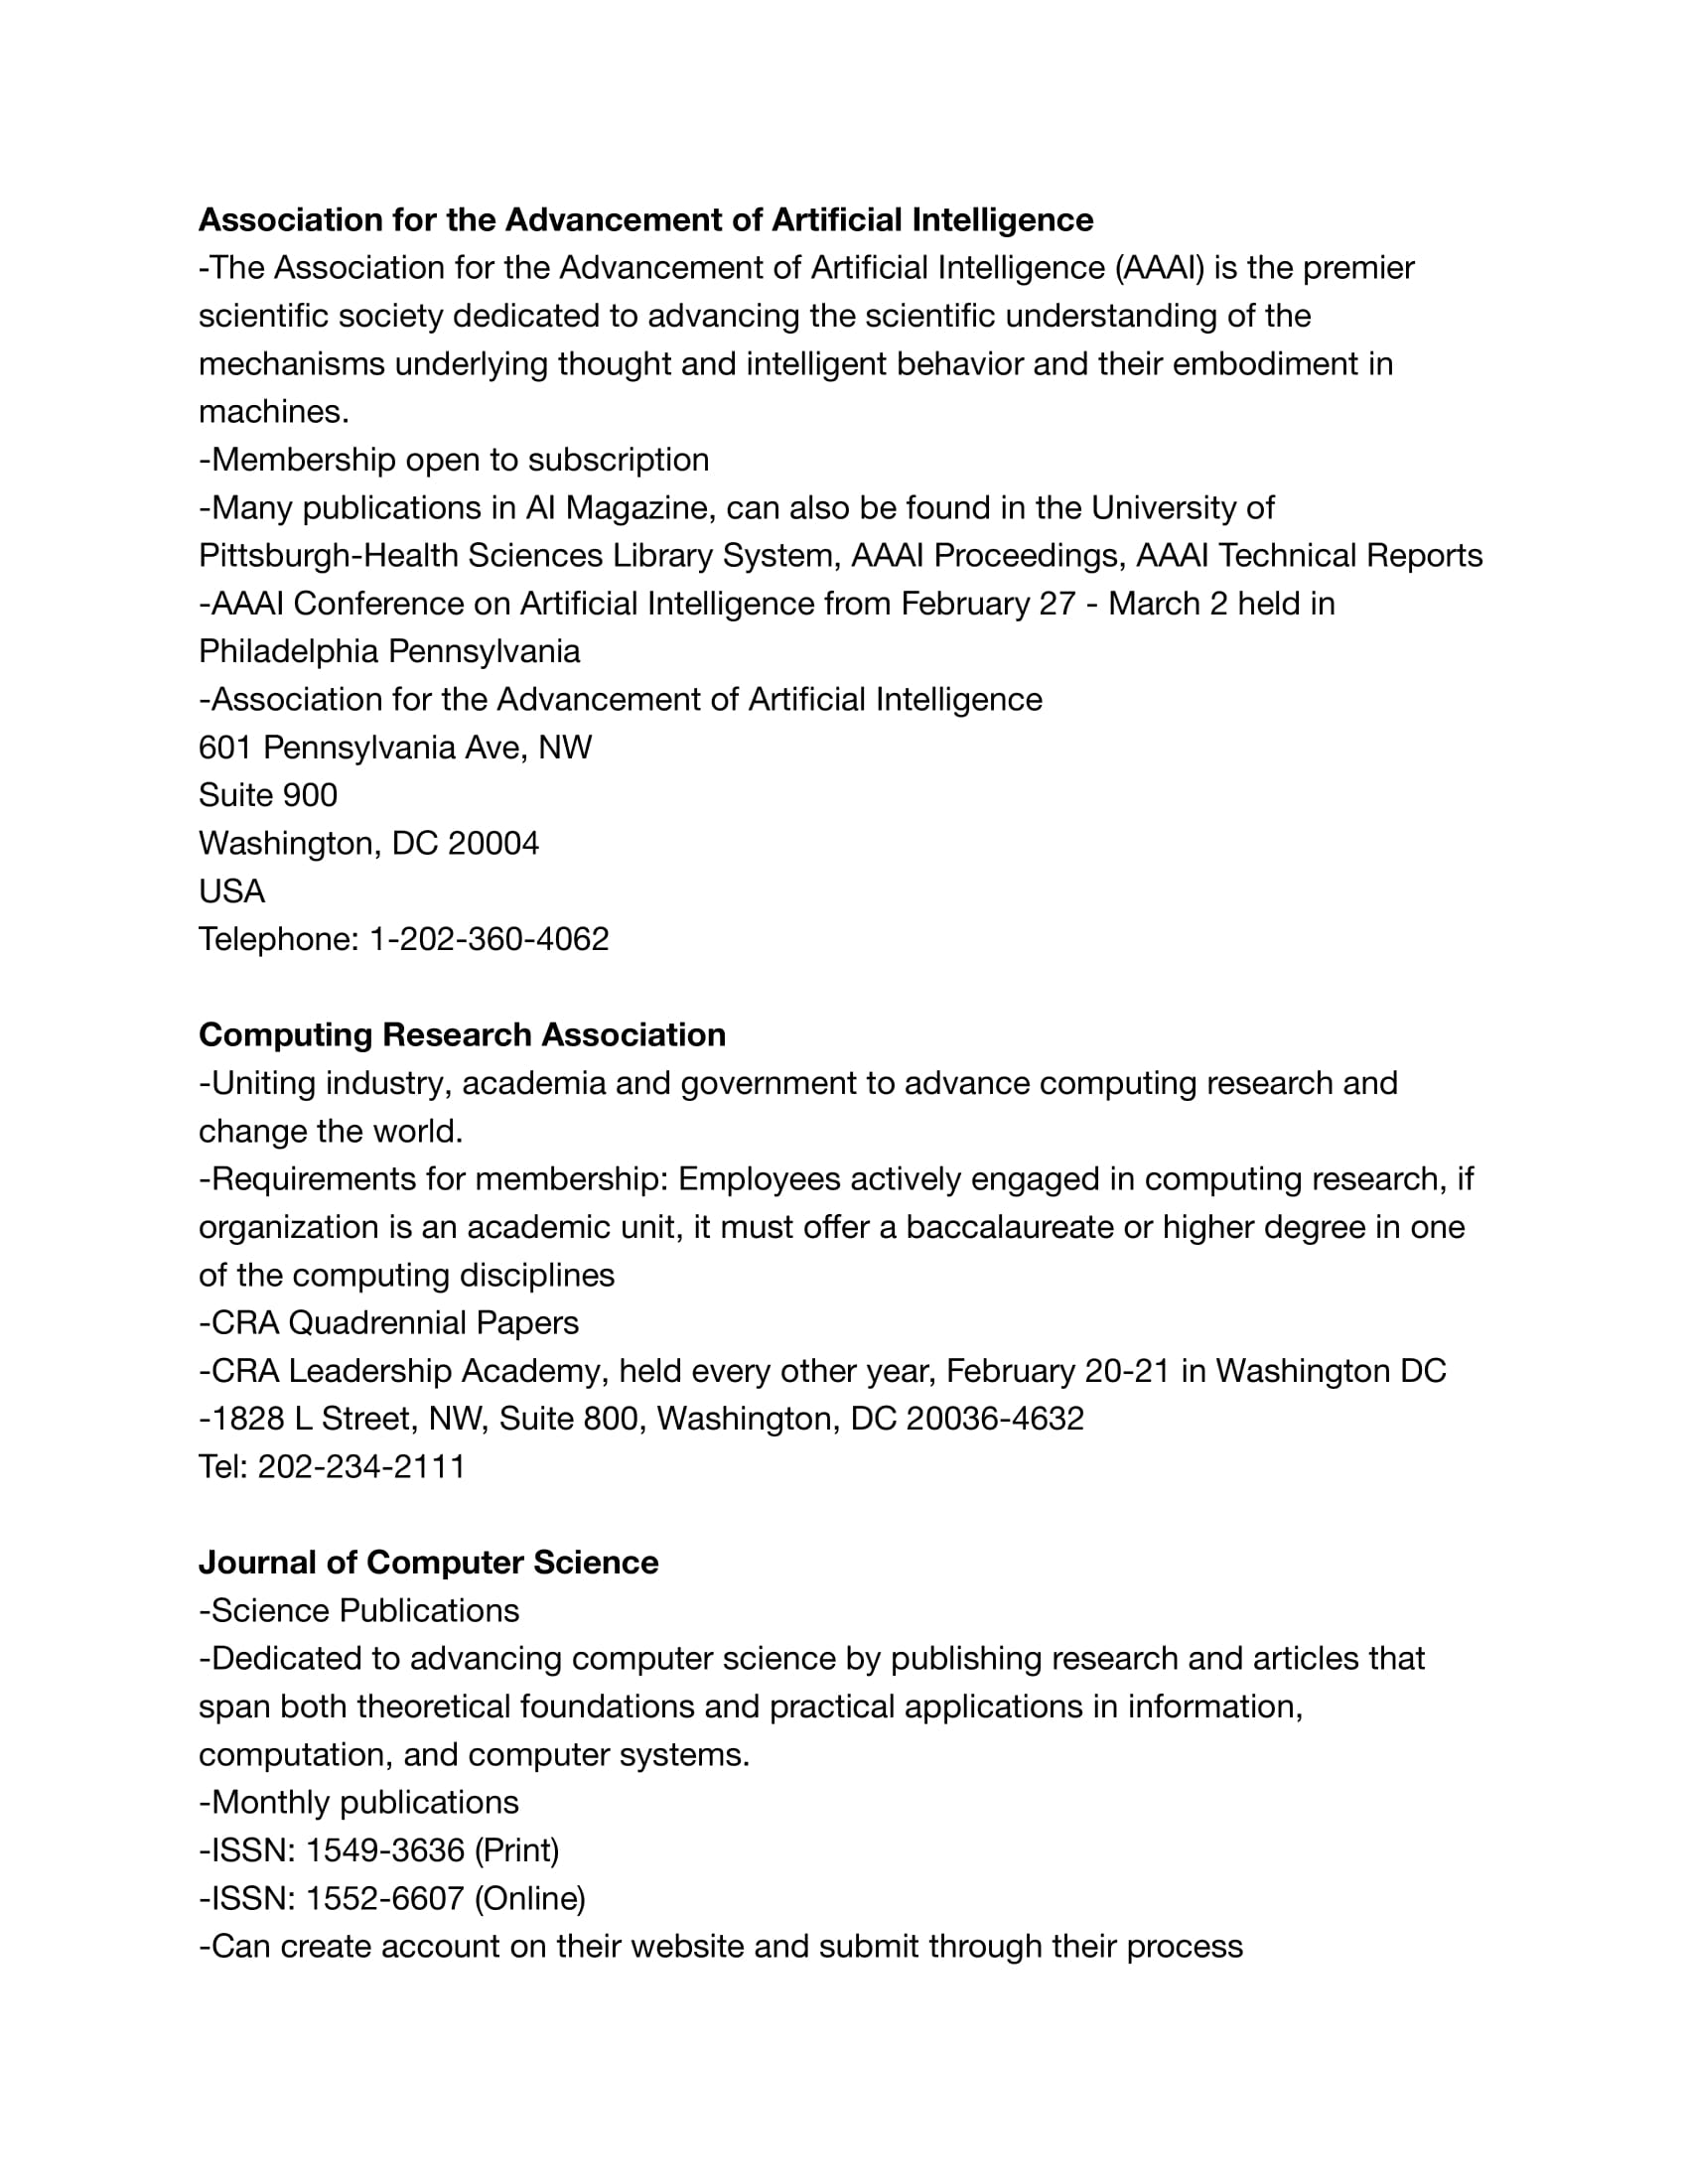 Association for the Advancement of Artificial Intelligence
-The Association for the Advancement of Artificial Intelligence (AAAI) is the premier
scientific society dedicated to advancing the scientific understanding of the
mechanisms underlying thought and intelligent behavior and their embodiment in
machines.
-Membership open to subscription
-Many publications in AI Magazine, can also be found in the University of
Pittsburgh-Health Sciences Library System, AAAI Proceedings, AAAI Technical Reports
-AAAI Conference on Artificial Intelligence from February 27 - March 2 held in
Philadelphia Pennsylvania
-Association for the Advancement of Artificial Intelligence
601 Pennsylvania Ave, NW
Suite 900
Washington, DC 20004
USA
Telephone: 1-202-360-4062
Computing Research Association
-Uniting industry, academia and government to advance computing research and
change the world.
-Requirements for membership: Employees actively engaged in computing research, if
organization is an academic unit, it must offer a baccalaureate or higher degree in one
of the computing disciplines
-CRA Quadrennial Papers
-CRA Leadership Academy, held every other year, February 20-21 in Washington DC
-1828 L Street, NW, Suite 800, Washington, DC 20036-4632
Tel: 202-234-2111
Journal of Computer Science
-Science Publications
-Dedicated to advancing computer science by publishing research and articles that
span both theoretical foundations and practical applications in information,
computation, and computer systems.
-Monthly publications
-ISSN: 1549-3636 (Print)
-ISSN: 1552-6607 (Online)
-Can create account on their website and submit through their process